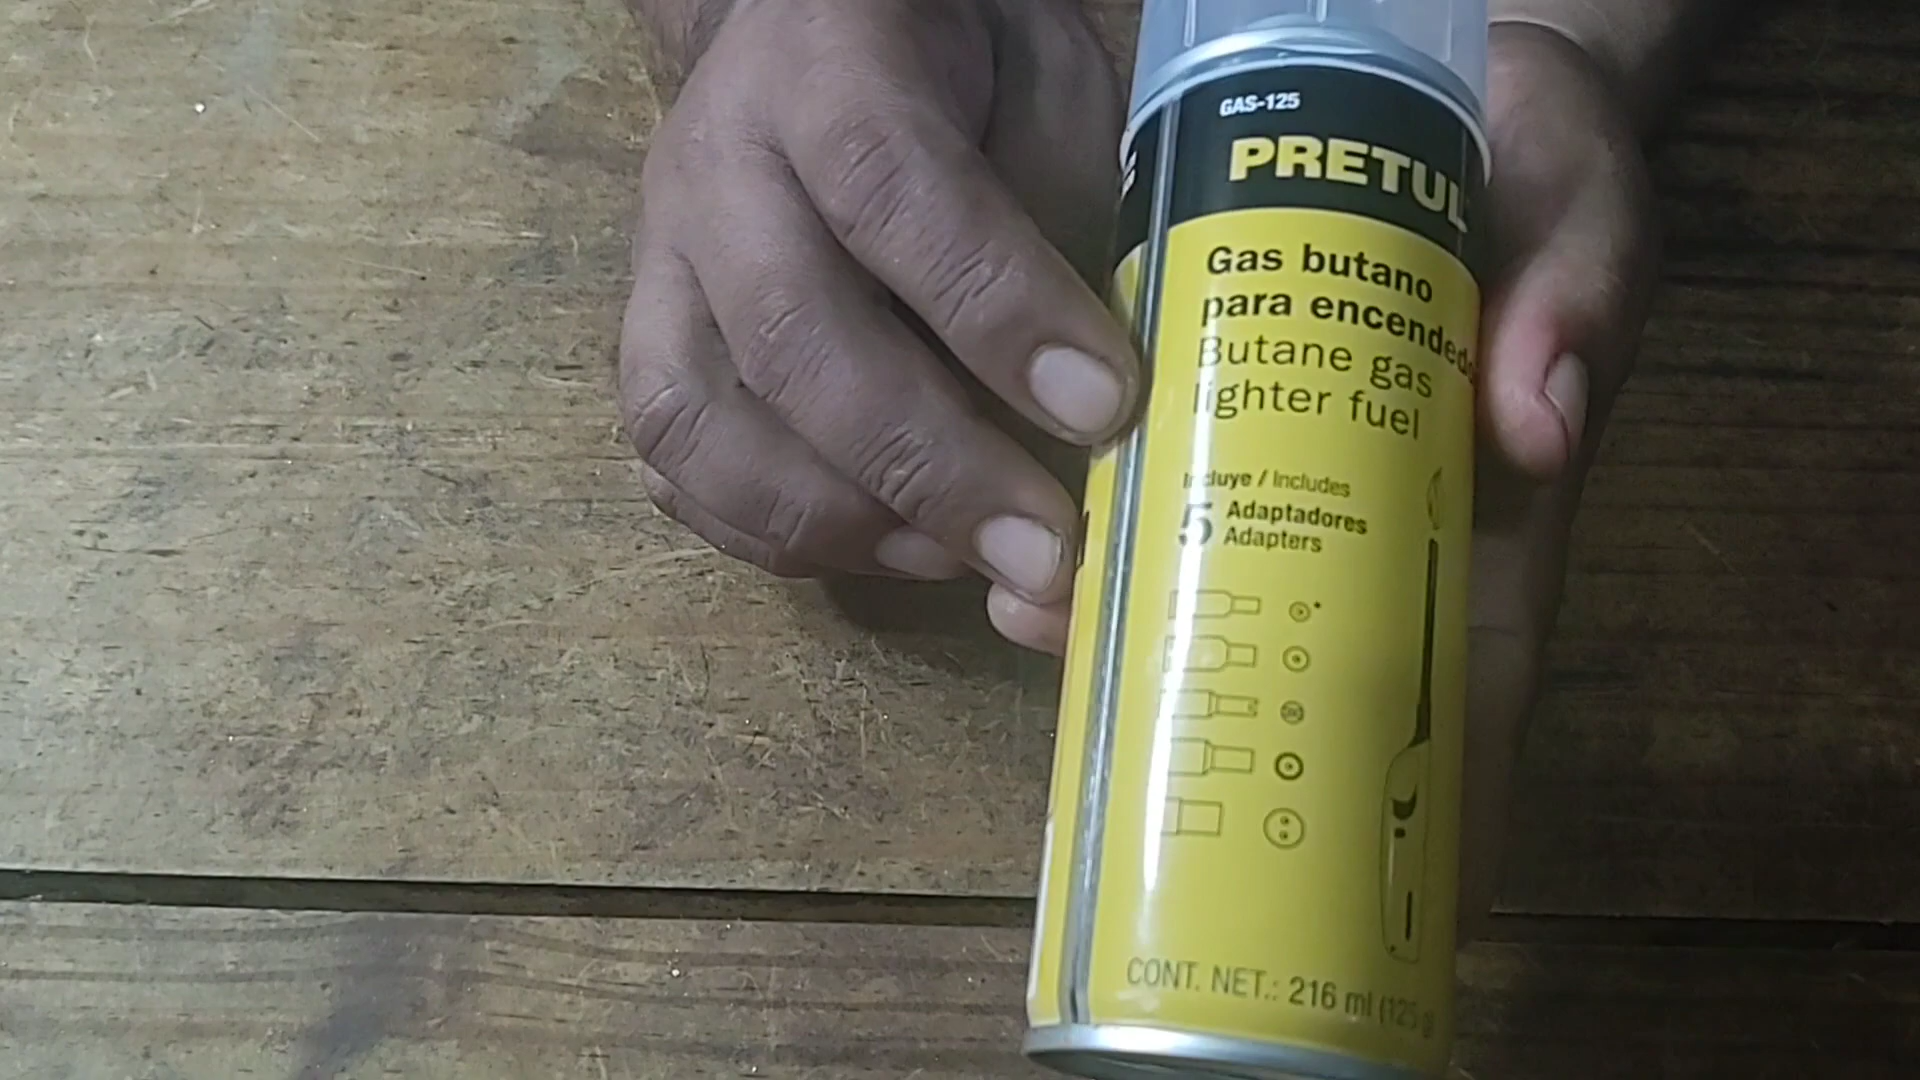 GAS-125
PRETUL
Gas butano
para encended
Butane gas
lighter fuel
Incluye / Includes
5 Adaptadores
Adapters
CONT. NET.: 216 ml (125 g